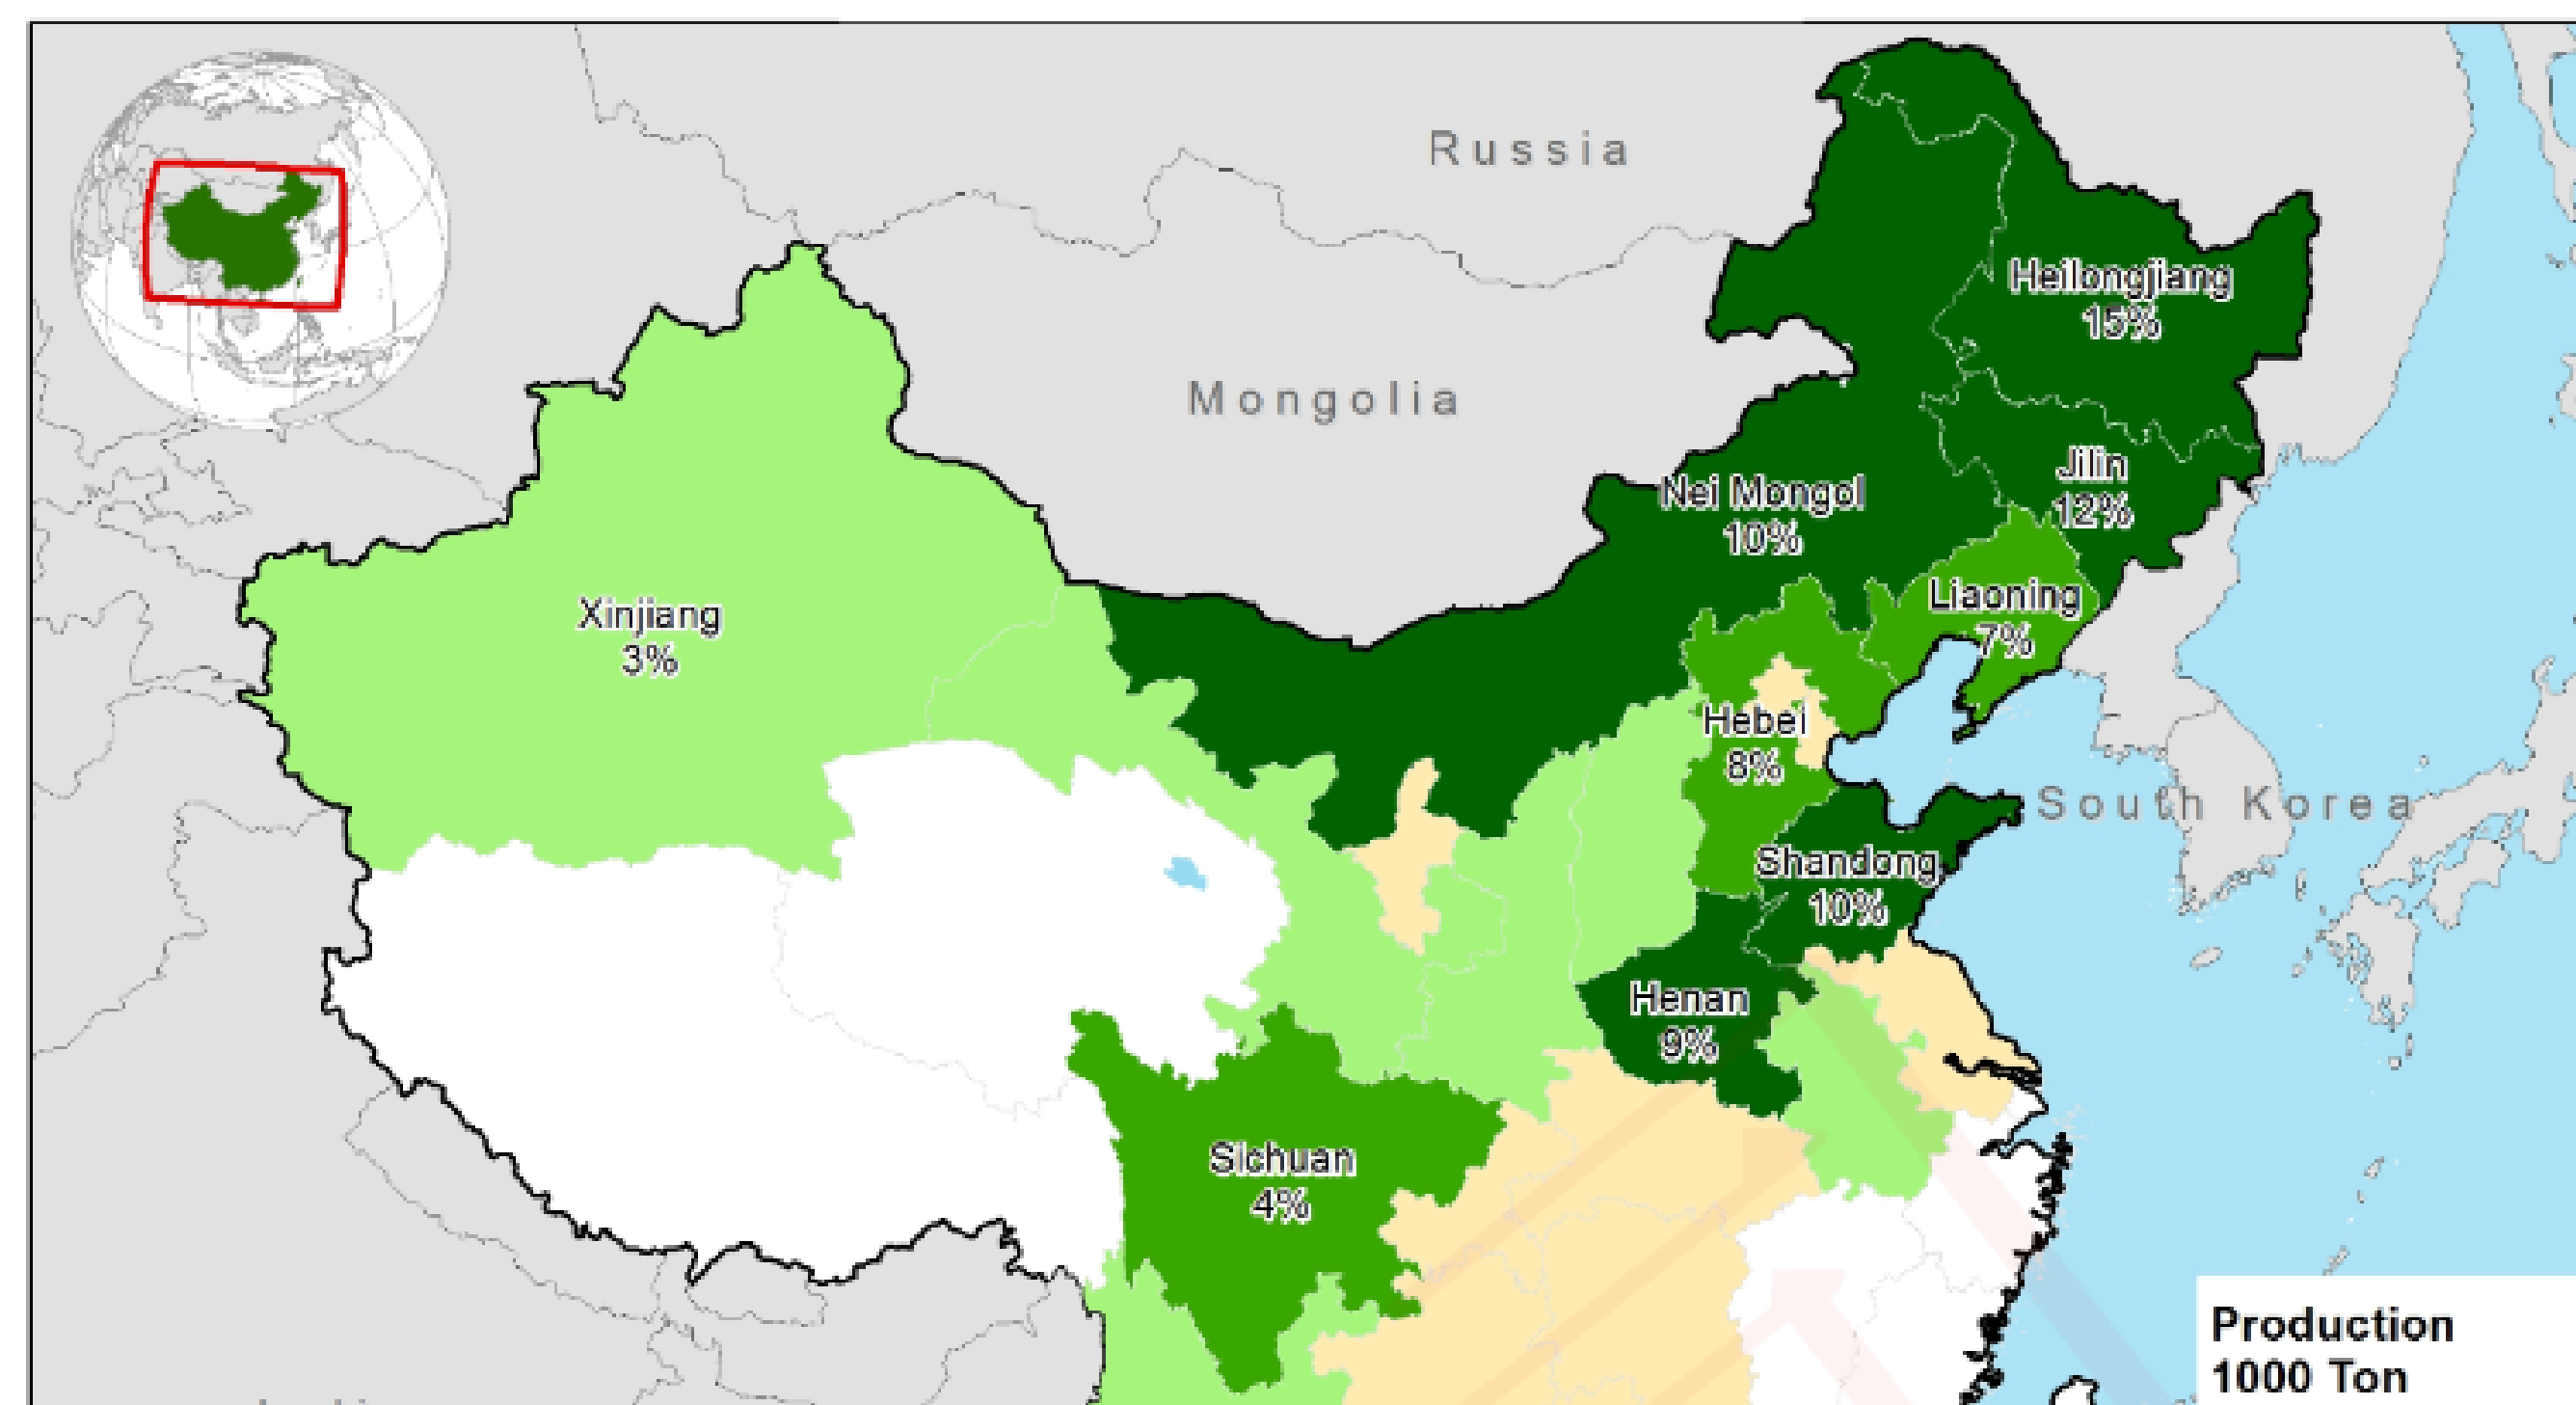 Russia
Heilongjiang
15%
Mongolia
Jilin
12%
Nei Mongol
10%
Liaoning
7%
Xinjiang
3%
Hebei
8%
South Korea
Shandong
10%
Henan
9%
Sichuan
4%
Production
1000 Ton